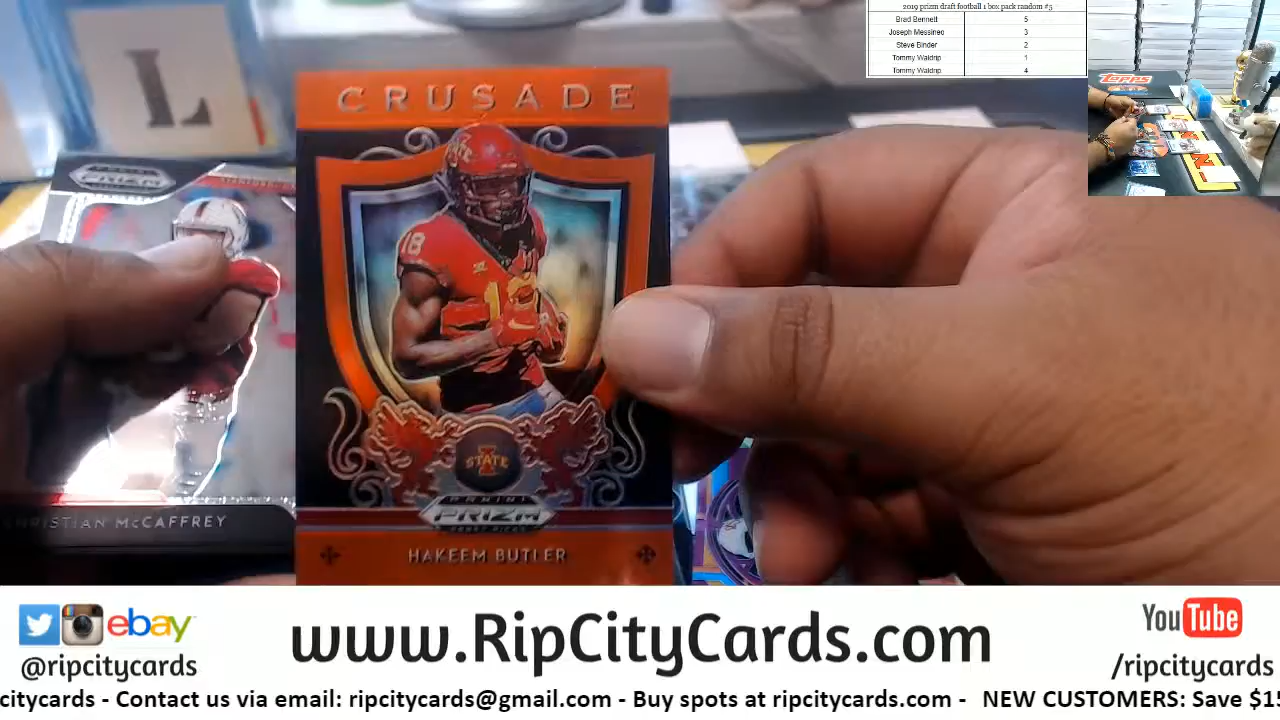 2019 prizm draft football 1 box pack random #3
Brad Bennett 5
Joseph Messineo 3
Steve Binder 2
Tommy Waldrip 1
Tommy Waldrip 4
Topps
L
CRUSADE
PRIZM
18
18
STATE
PANINI
PRIZM
DRAFT PICKS
HAKEEM BUTLER
CHRISTIAN McCAFFREY
ebay
@ripcitycards
www.RipCityCards.com
YouTube
/ripcitycards
citycards - Contact us via email: ripcitycards@gmail.com - Buy spots at ripcitycards.com - NEW CUSTOMERS: Save $15